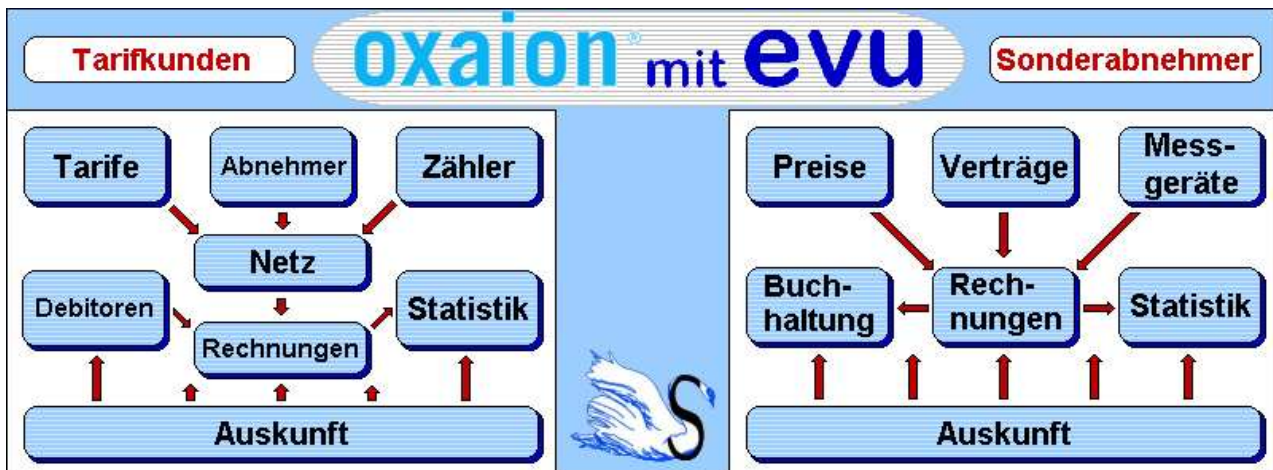 Tarifkunden
oxaion® mit evu
Sonderabnehmer
Tarife
Abnehmer
Zähler
Netz
Debitoren
Statistik
Rechnungen
Auskunft
S
Preise
Verträge
Mess-
geräte
Buch-
haltung
Rech-
nungen
Statistik
Auskunft